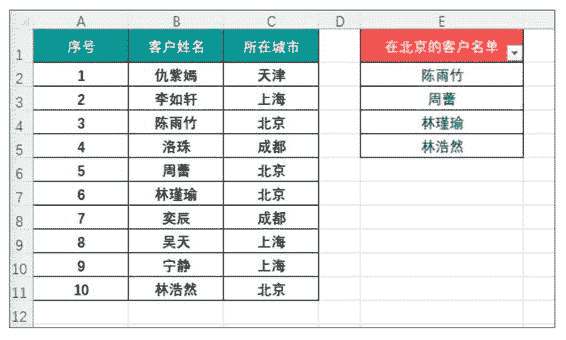 A B C D E
1 序号 客户姓名 所在城市 在北京的客户名单
2 1 仇紫嫣 天津 陈雨竹
3 2 李如轩 上海 周蕾
4 3 陈雨竹 北京 林瑾瑜
5 4 洛珠 成都 林浩然
6 5 周蕾 北京
7 6 林瑾瑜 北京
8 7 奕辰 成都
9 8 吴天 上海
10 9 宁静 上海
11 10 林浩然 北京
12